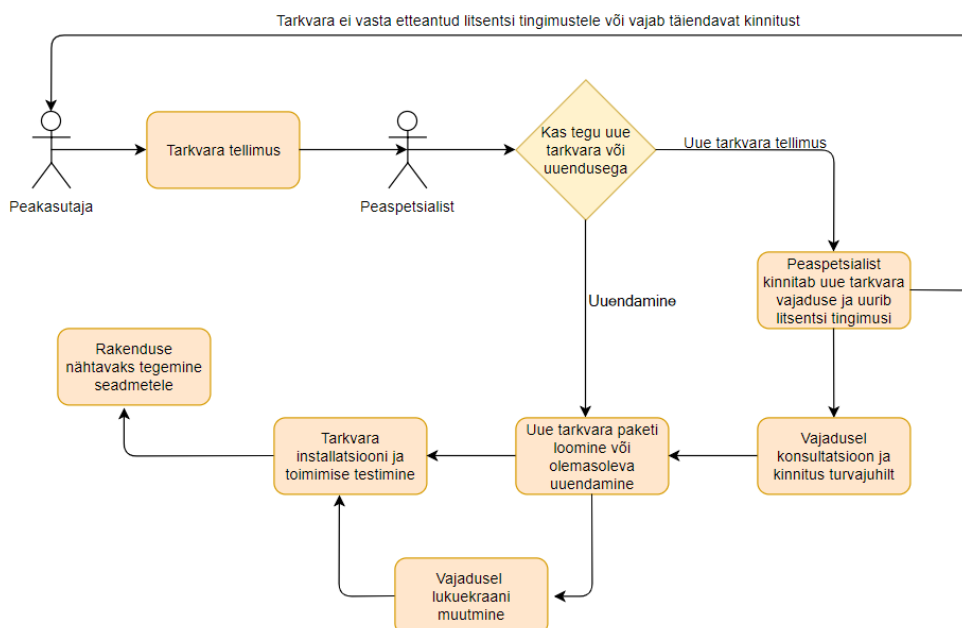 Tarkvara ei vasta etteantud litsentsi tingimustele või vajab täiendavat kinnitust
Peakasutaja
Tarkvara tellimus
Peaspetsialist
Kas tegu uue
tarkvara või
uuendusega
Uue tarkvara tellimus
Peaspetsialist
kinnitab uue tarkvara
vajaduse ja uurib
litsentsi tingimusi
Uuendamine
Rakenduse
nähtavaks tegemine
seadmetele
Tarkvara
installatsiooni ja
toimimise testimine
Uue tarkvara paketi
loomine või
olemasoleva
uuendamine
Vajadusel
konsultatsioon ja
kinnitus turvajuhilt
Vajadusel
lukuekraani
muutmine